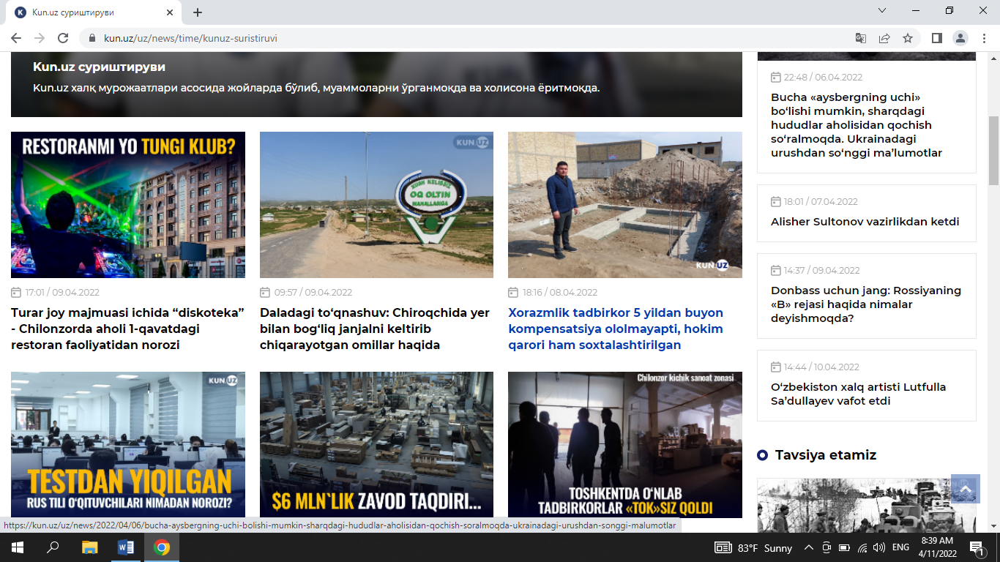 Kun.uz суриштируви
kun.uz/uz/news/time/kunuz-suristiruvi
Kun.uz суриштируви
Kun.uz халқ мурожаатлари асосида жойларда бўлиб, муаммоларни ўрганмоқда ва холисона ёритмоқда.
RESTORANMI YO TUNGI KLUB?
17:01 / 09.04.2022
Turar joy majmuasi ichida “diskoteka”
- Chilonzorda aholi 1-qavatdagi
restoran faoliyatidan norozi
KUN UZ
XUSH KELIBSIZ
OQ OLTIN
MAHALLASIGA
09:57 / 09.04.2022
Daladagi to‘qnashuv: Chiroqchida yer
bilan bog‘liq janjalni keltirib
chiqarayotgan omillar haqida
KUN.UZ
18:16 / 08.04.2022
Xorazmlik tadbirkor 5 yildan buyon
kompensatsiya ololmayapti, hokim
qarori ham soxtalashtirilgan
KUN UZ
TESTDAN YIQILGAN
RUS TILI O‘QITUVCHILARI NIMADAN NOROZI?
$6 MLN`LIK ZAVOD TAQDIRI...
Chilonzor kichik sanoat zonasi
TOSHKENTDA O‘NLAB
TADBIRKORLAR «TOK»SIZ QOLDI
22:48 / 06.04.2022
Bucha «aysbergning uchi»
bo‘lishi mumkin, sharqdagi
hududlar aholisidan qochish
so‘ralmoqda. Ukrainadagi
urushdan so‘nggi ma’lumotlar
18:01 / 07.04.2022
Alisher Sultonov vazirlikdan ketdi
14:37 / 09.04.2022
Donbass uchun jang: Rossiyaning
«B» rejasi haqida nimalar
deyishmoqda?
14:44 / 10.04.2022
O‘zbekiston xalq artisti Lutfulla
Sa’dullayev vafot etdi
Tavsiya etamiz
https://kun.uz/uz/news/2022/04/06/bucha-aysbergning-uchi-bolishi-mumkin-sharqdagi-hududlar-aholisidan-qochish-soralmoqda-ukrainadagi-urushdan-songgi-malumotlar
83°F Sunny
ENG
8:39 AM
4/11/2022
1